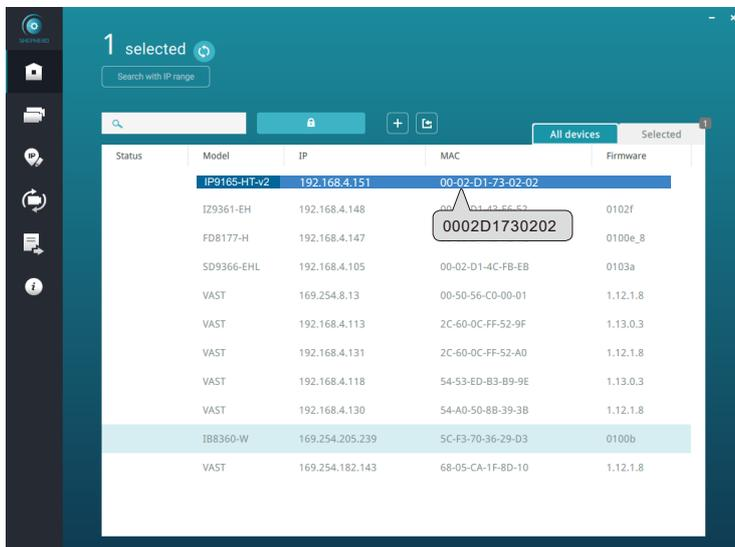 SHEPHERD
1 selected
Search with IP range
All devices
Selected
1
Status Model IP MAC Firmware
IP9165-HT-v2 192.168.4.151 00-02-D1-73-02-02
IZ9361-EH 192.168.4.148 0102f
0002D1730202
FD8177-H 192.168.4.147 0100e_8
SD9366-EHL 192.168.4.105 00-02-D1-4C-FB-EB 0103a
VAST 169.254.8.13 00-50-56-C0-00-01 1.12.1.8
VAST 192.168.4.113 2C-60-0C-FF-52-9F 1.13.0.3
VAST 192.168.4.131 2C-60-0C-FF-52-A0 1.12.1.8
VAST 192.168.4.118 54-53-ED-B3-B9-9E 1.13.0.3
VAST 192.168.4.130 54-A0-50-8B-39-3B 1.12.1.8
IB8360-W 169.254.205.239 5C-F3-70-36-29-D3 0100b
VAST 169.254.182.143 68-05-CA-1F-8D-10 1.12.1.8